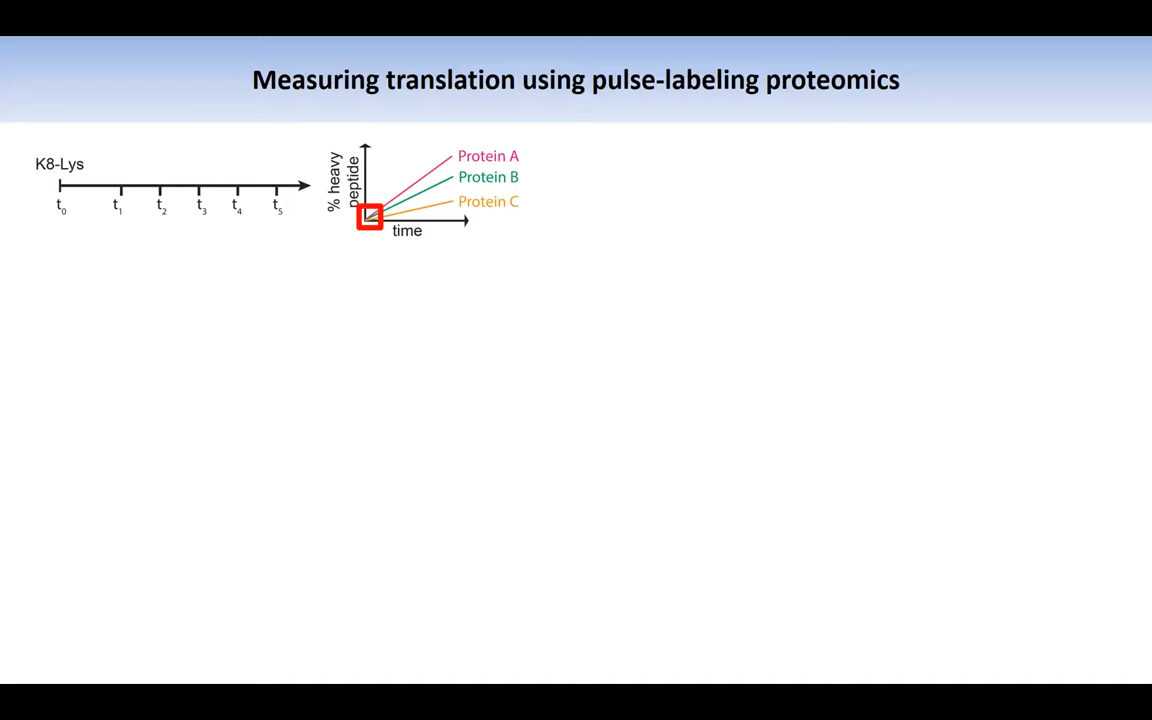 Measuring translation using pulse-labeling proteomics
K8-Lys
t0 t1 t2 t3 t4 t5
% heavy
peptide
Protein A
Protein B
Protein C
time